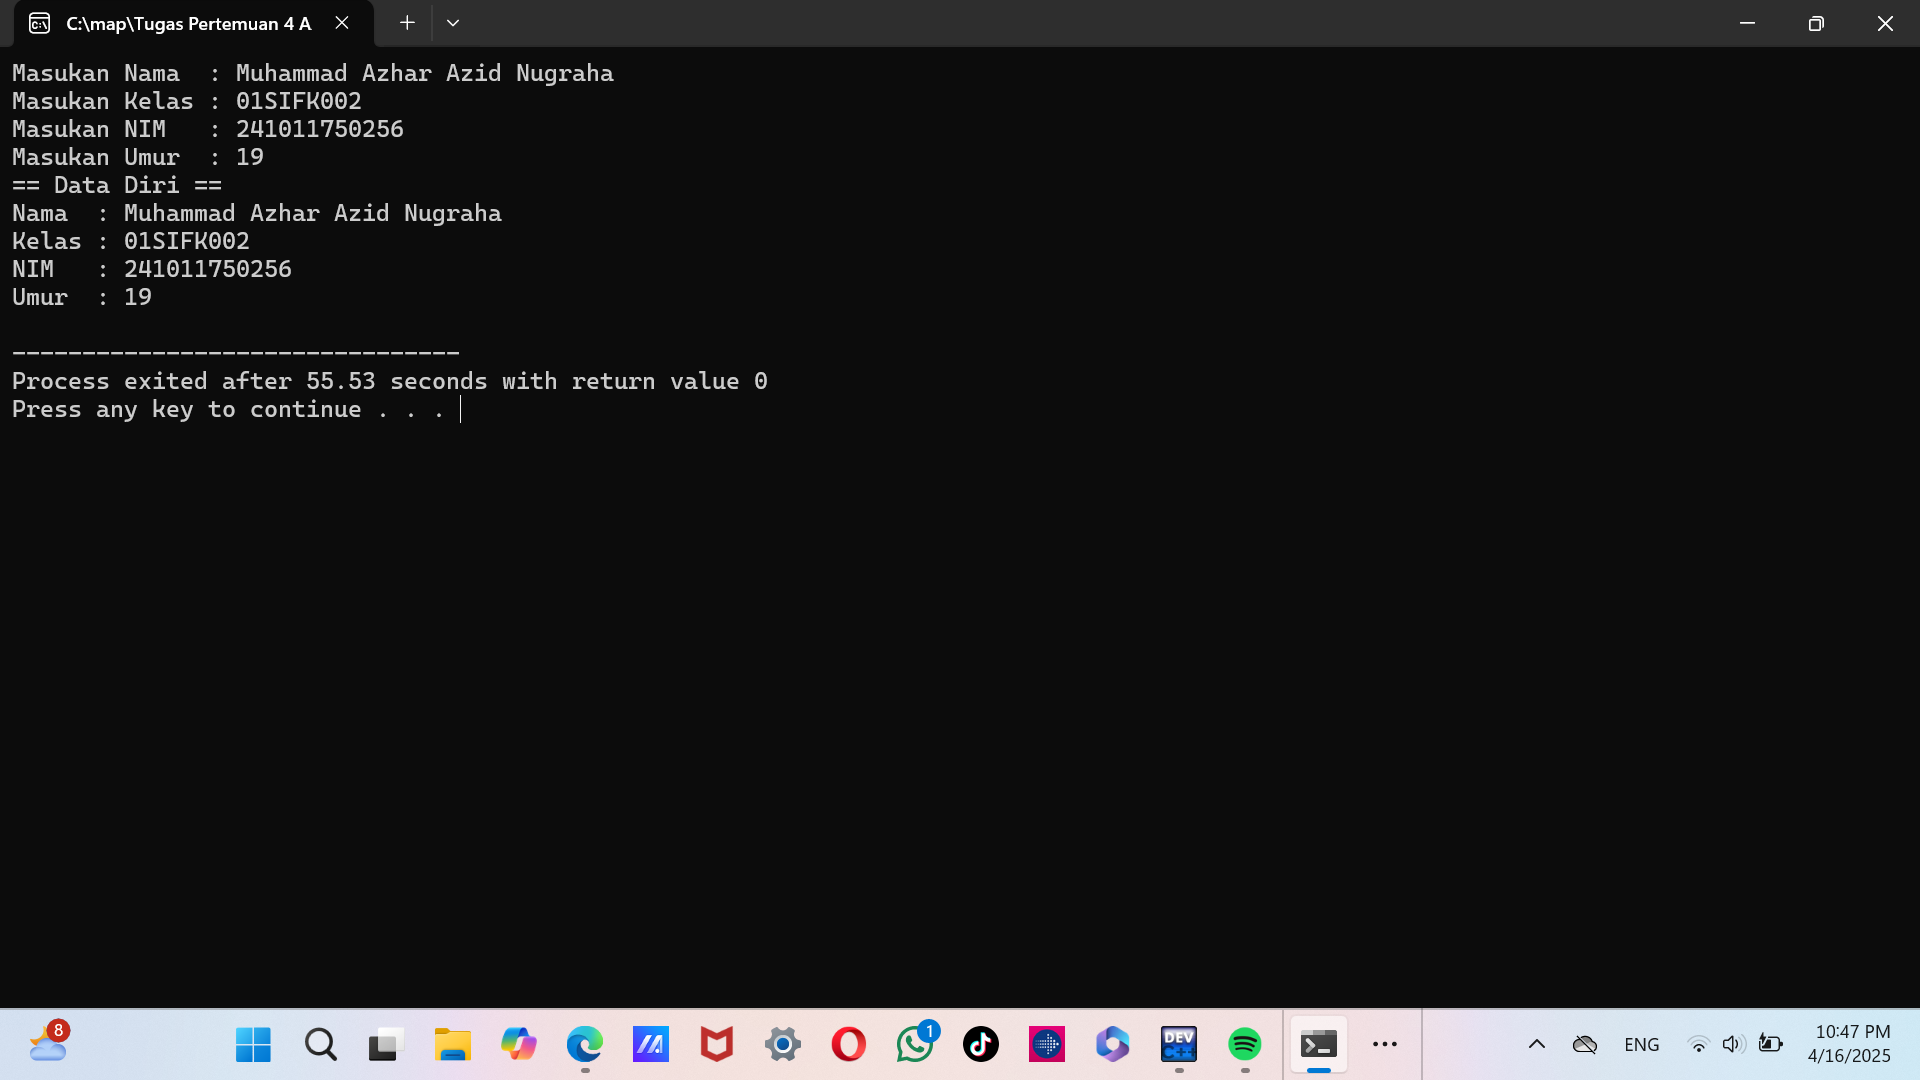 C:\map\Tugas Pertemuan 4 A
Masukan Nama  : Muhammad Azhar Azid Nugraha
Masukan Kelas : 01SIFK002
Masukan NIM   : 241011750256
Masukan Umur  : 19
== Data Diri ==
Nama  : Muhammad Azhar Azid Nugraha
Kelas : 01SIFK002
NIM   : 241011750256
Umur  : 19
--------------------------------
Process exited after 55.53 seconds with return value 0
Press any key to continue . . .
8
1
DEV
C++
ENG
10:47 PM
4/16/2025